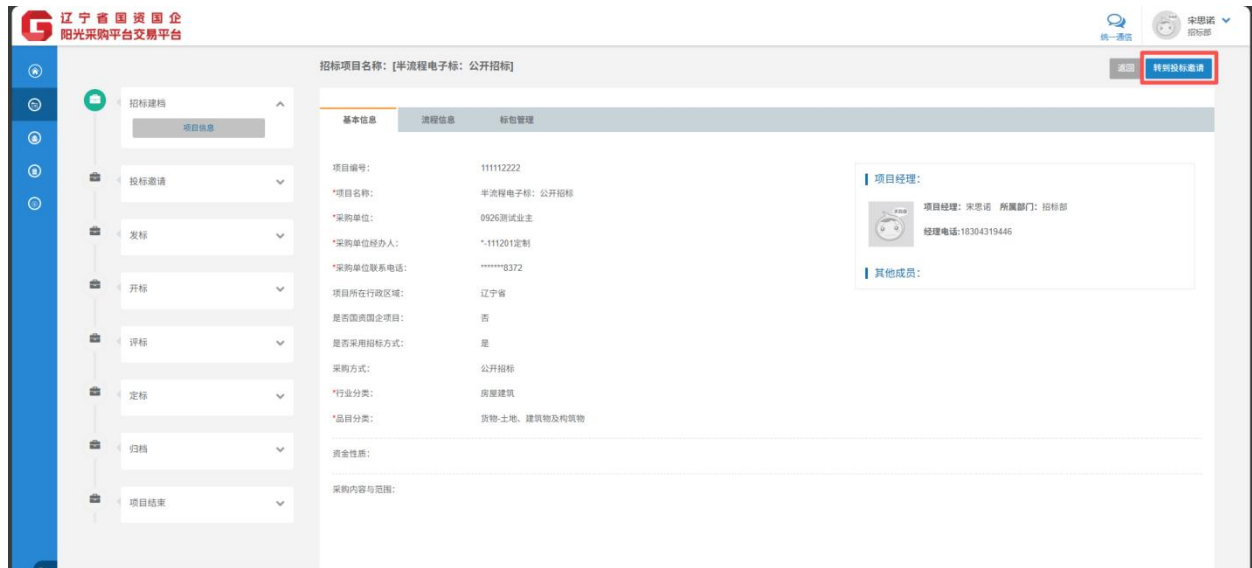 辽宁省国资国企
阳光采购平台交易平台
统一通信
宋思诺
招标部
招标项目名称：[半流程电子标：公开招标]
返回
转到投标邀请
招标建档
项目信息
投标邀请
发标
开标
评标
定标
归档
项目结束
基本信息 流程信息 标包管理
项目编号： 111112222
*项目名称： 半流程电子标：公开招标
*采购单位： 0926测试业主
*采购单位经办人： *-111201定制
*采购单位联系电话： *******8372
项目所在行政区域： 辽宁省
是否国资国企项目： 否
是否采用招标方式： 是
采购方式： 公开招标
*行业分类： 房屋建筑
*品目分类： 货物-土地、建筑物及构筑物
资金性质：
采购内容与范围：
项目经理：
项目经理：宋思诺 所属部门：招标部
经理电话:18304319446
其他成员：